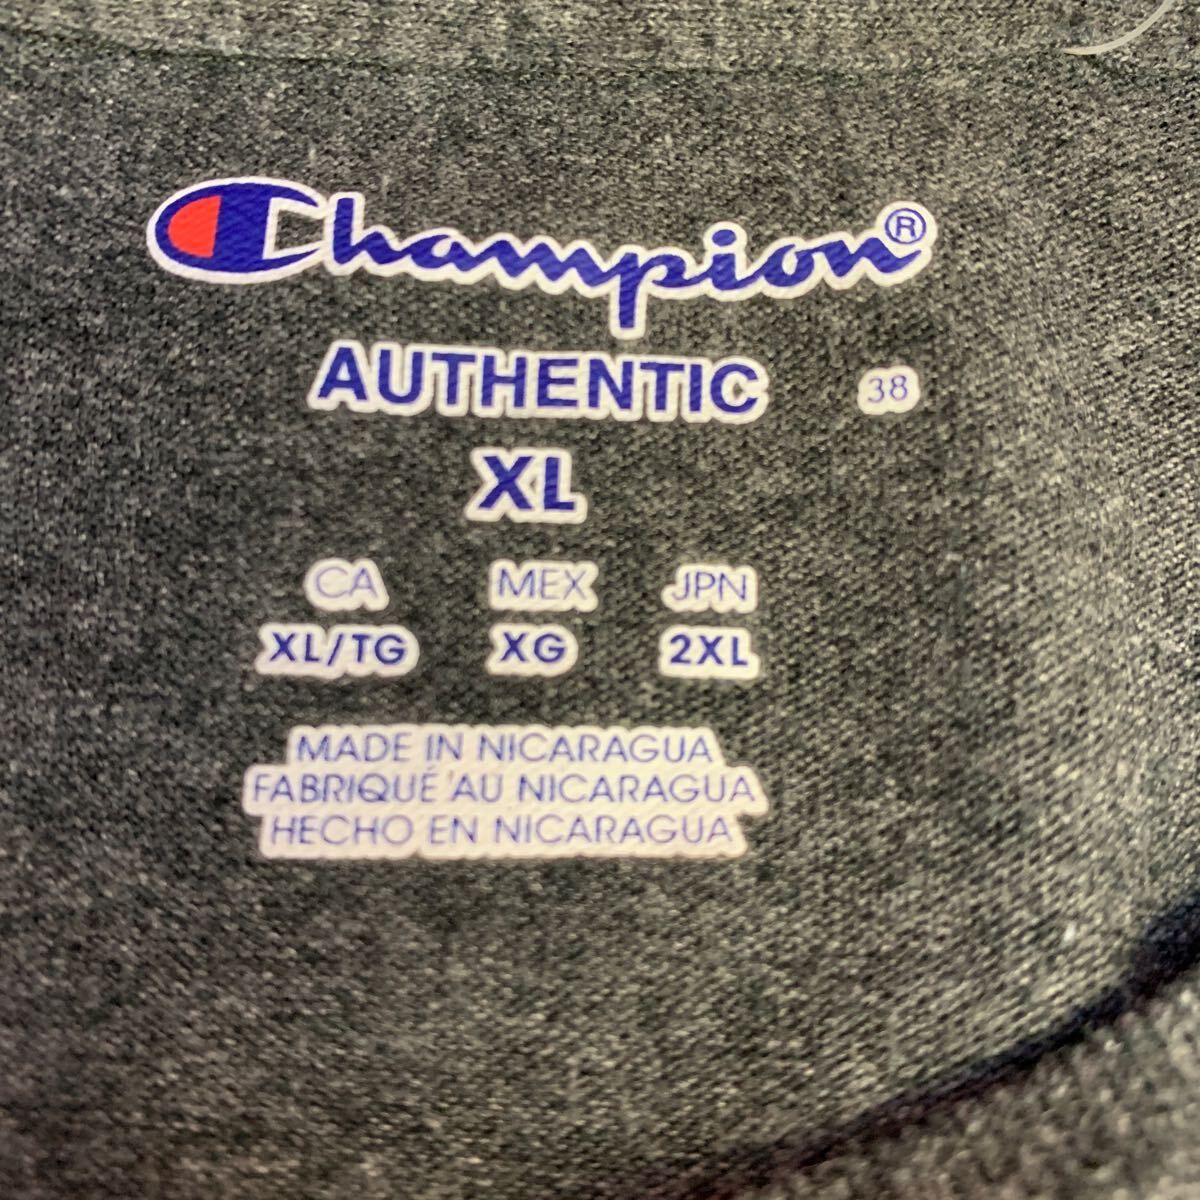 Champion®
AUTHENTIC 38
XL
CA MEX JPN
XL/TG XG 2XL
MADE IN NICARAGUA
FABRIQUÉ AU NICARAGUA
HECHO EN NICARAGUA